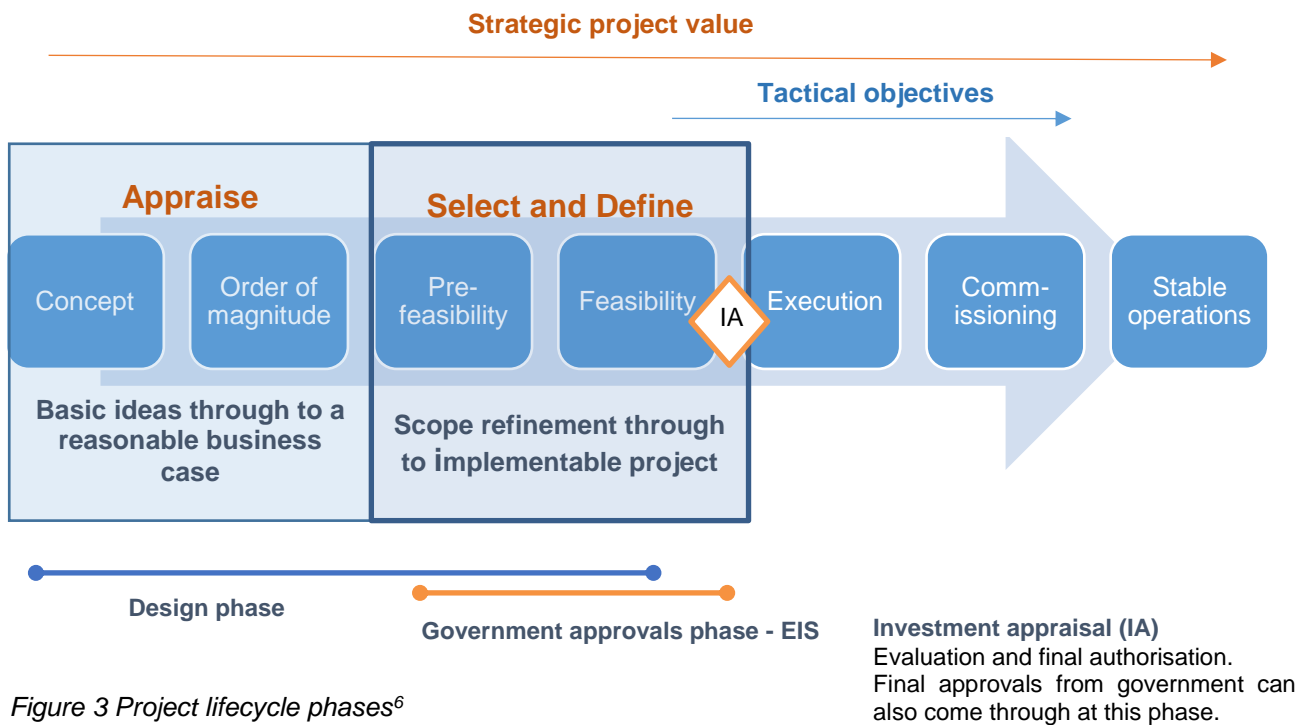 Strategic project value
Tactical objectives
Appraise
Select and Define
Concept
Order of
magnitude
Pre-
feasibility
Feasibility
IA
Execution
Comm-
issioning
Stable
operations
Basic ideas through to a
reasonable business
case
Scope refinement through
to implementable project
Design phase
Government approvals phase - EIS
Investment appraisal (IA)
Evaluation and final authorisation.
Final approvals from government can
also come through at this phase.
Figure 3 Project lifecycle phases⁶